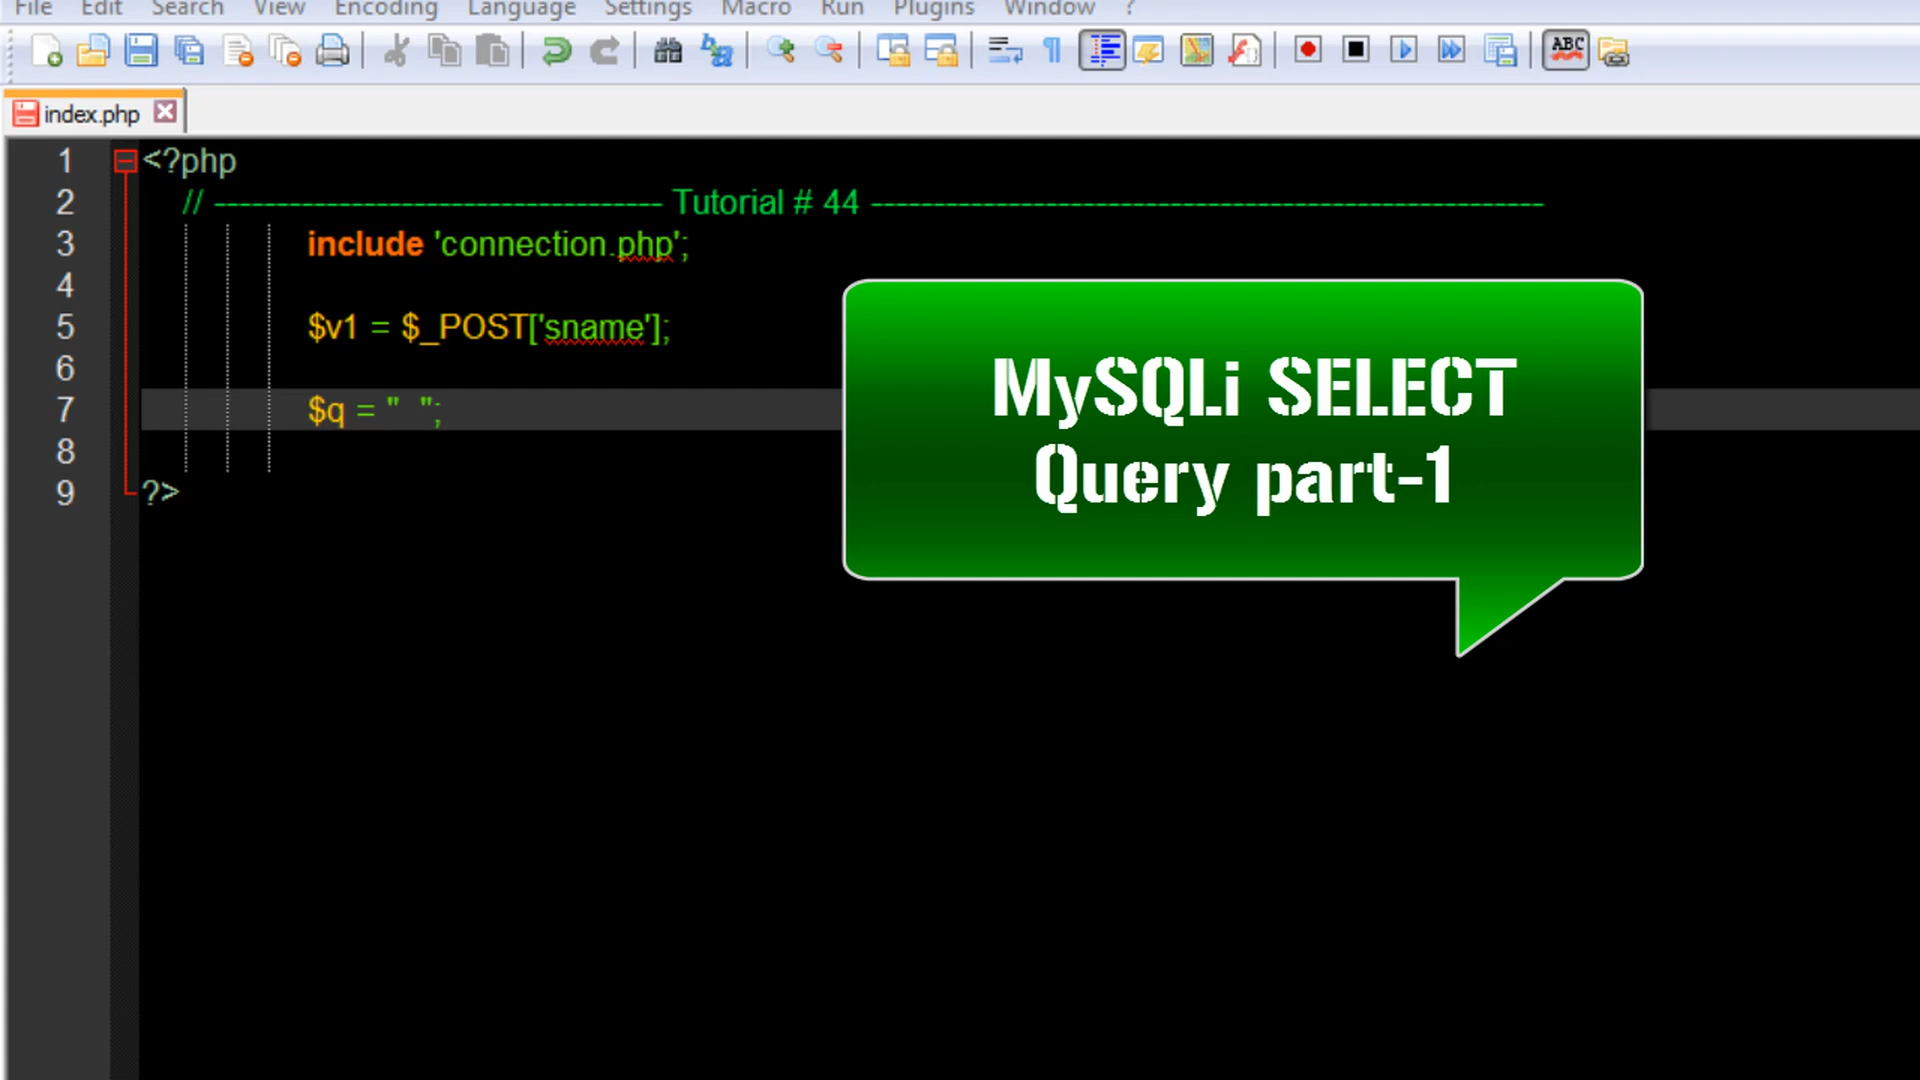 File Edit Search View Encoding Language Settings Macro Run Plugins Window ?
ABC
index.php
1 <?php
2 // ----------------------------------- Tutorial # 44 -----------------------------------------------------
3 include 'connection.php';
4
5 $v1 = $_POST['sname'];
6
7 $q = "  ";
8
9 ?>
MySQLi SELECT
Query part-1